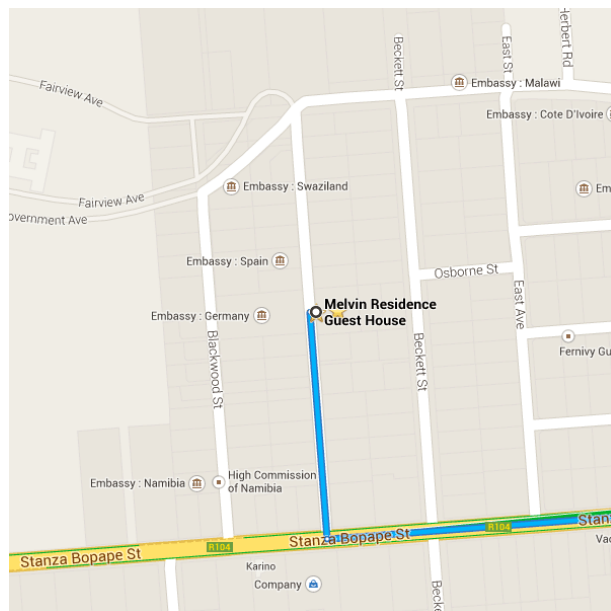 Herbert Rd
Beckett St
East St
Embassy : Malawi
Fairview Ave
Embassy : Cote D'Ivoire
Embassy : Swaziland
Em
Fairview Ave
overnment Ave
Embassy : Spain
Osborne St
Melvin Residence
Guest House
Embassy : Germany
East Ave
Blackwood St
Beckett St
Fernivy Gu
Embassy : Namibia
High Commission
of Namibia
R104
Stan
Stanza Bopape St
Vac
R104
Stanza Bopape St
Karino
Company
Becke